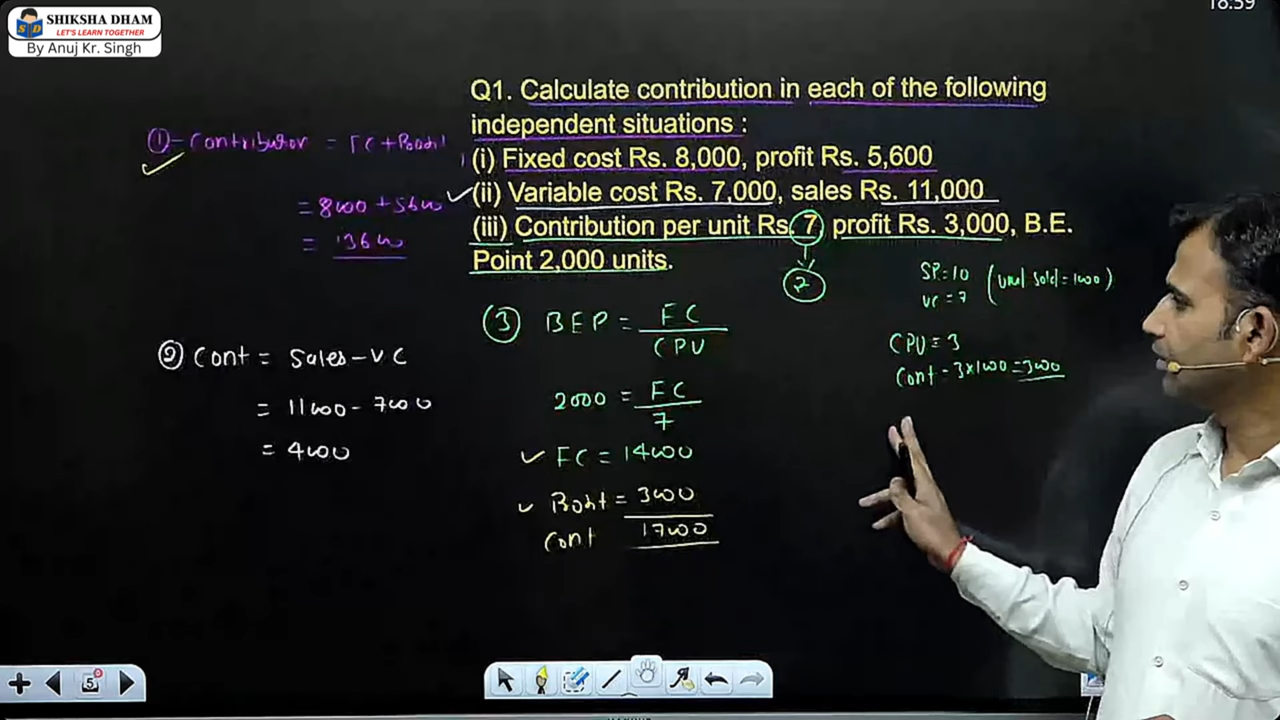 18:59
SHIKSHA DHAM
LET'S LEARN TOGETHER
By Anuj Kr. Singh
Q1. Calculate contribution in each of the following
independent situations :
(i) Fixed cost Rs. 8,000, profit Rs. 5,600
(ii) Variable cost Rs. 7,000, sales Rs. 11,000
(iii) Contribution per unit Rs. 7 profit Rs. 3,000, B.E.
Point 2,000 units.
① - Contribution = FC + Profit
= 8000 + 5600
= 13600
② Cont = Sales - VC
= 11000 - 7000
= 4000
③ BEP = FC
CPU
2000 = FC
7
FC = 14000
Profit = 3000
Cont 17000
SP = 10
VC = 7
(Unit Sold = 1000)
CPU = 3
Cont - 3x1000 = 3000
5